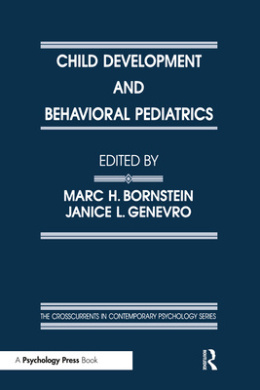 CHILD DEVELOPMENT
AND
BEHAVIORAL PEDIATRICS
EDITED BY
MARC H. BORNSTEIN
JANICE L. GENEVRO
THE CROSSCURRENTS IN CONTEMPORARY PSYCHOLOGY SERIES
A Psychology Press Book
Routledge